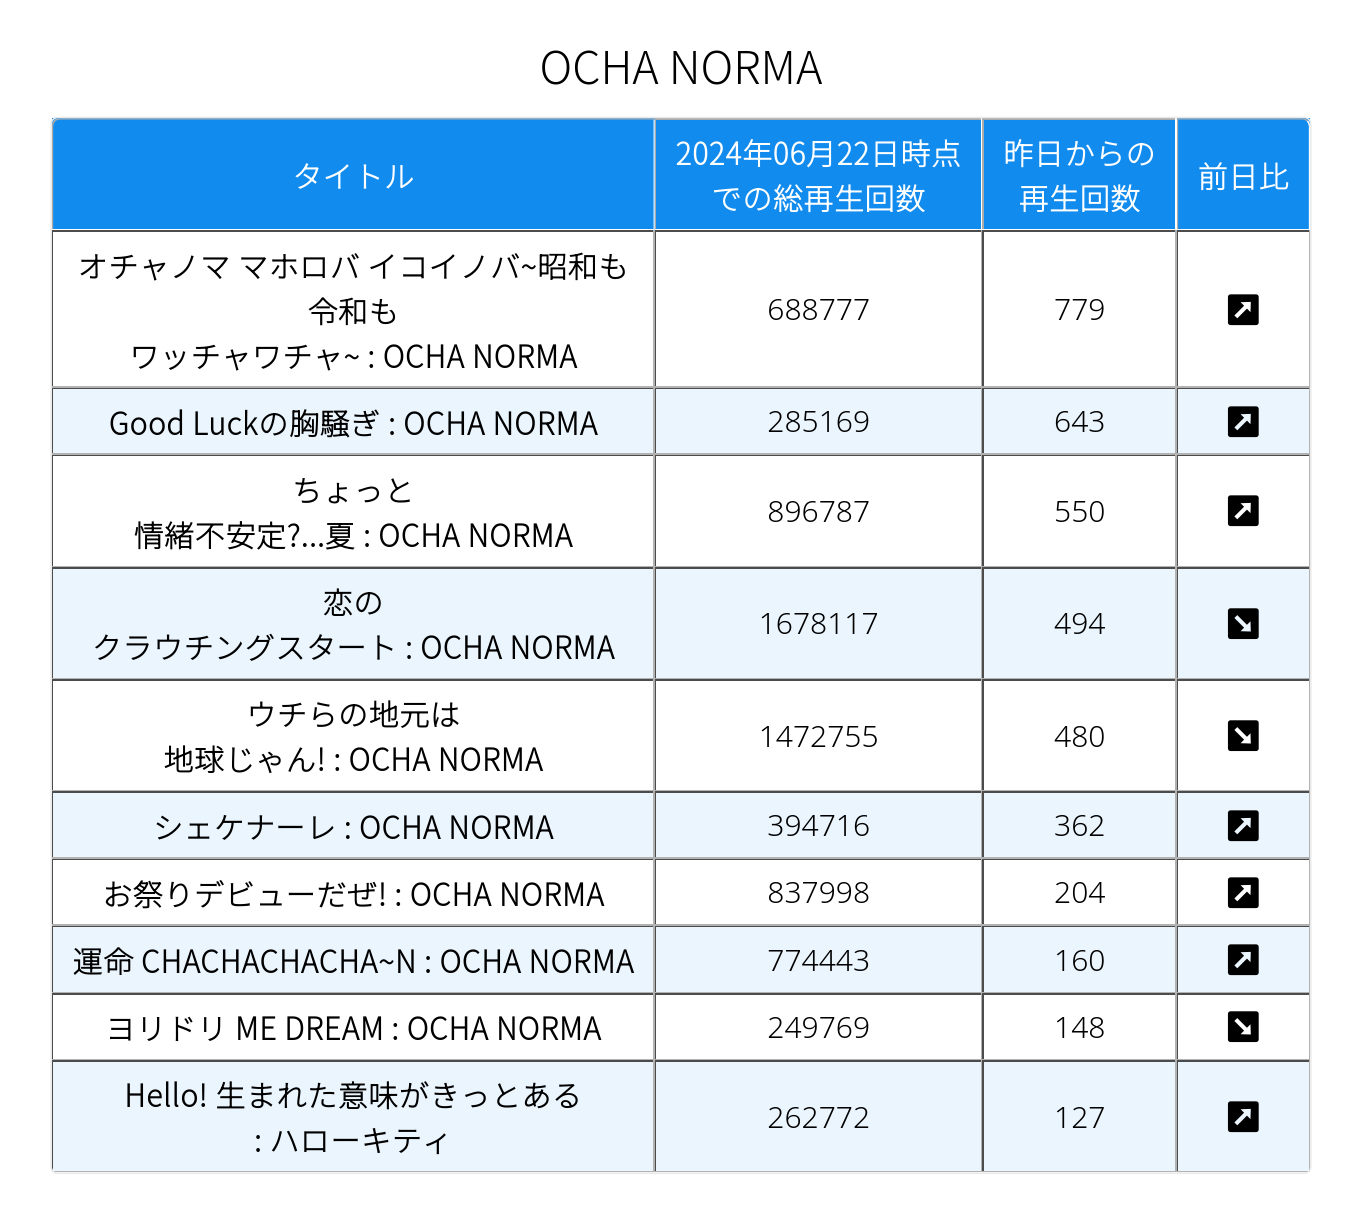 OCHA NORMA
タイトル
2024年06月22日時点
での総再生回数
昨日からの
再生回数
前日比
オチャノマ マホロバ イコイノバ~昭和も
令和も
ワッチャワチャ~ : OCHA NORMA
688777
779
Good Luckの胸騒ぎ : OCHA NORMA
285169
643
ちょっと
情緒不安定?...夏 : OCHA NORMA
896787
550
恋の
クラウチングスタート : OCHA NORMA
1678117
494
ウチらの地元は
地球じゃん! : OCHA NORMA
1472755
480
シェケナーレ : OCHA NORMA
394716
362
お祭りデビューだぜ! : OCHA NORMA
837998
204
運命 CHACHACHACHA~N : OCHA NORMA
774443
160
ヨリドリ ME DREAM : OCHA NORMA
249769
148
Hello! 生まれた意味がきっとある
: ハローキティ
262772
127